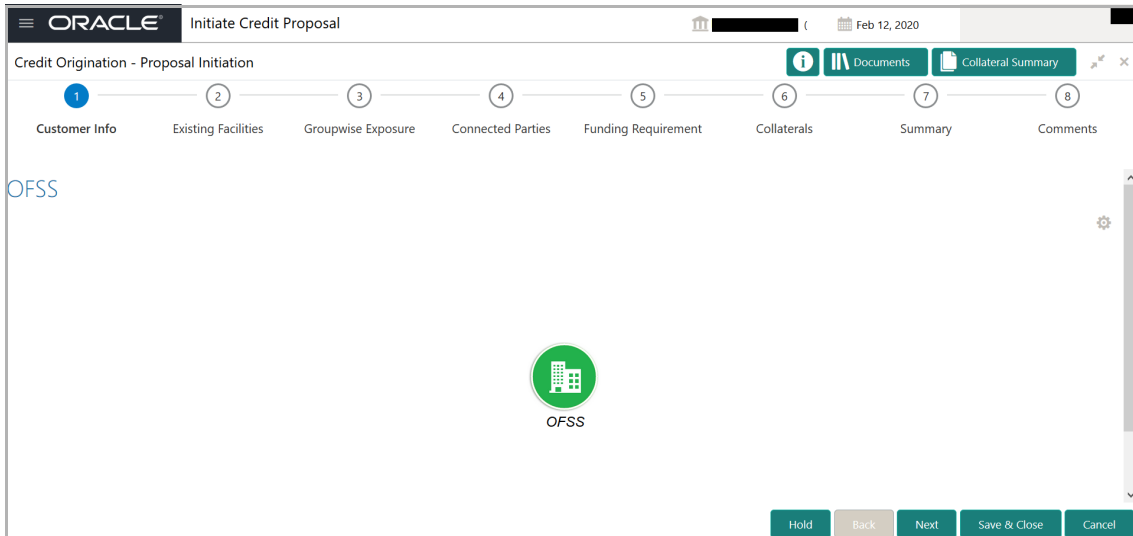 ORACLE® Initiate Credit Proposal ( Feb 12, 2020
Credit Origination - Proposal Initiation i Documents Collateral Summary
1 2 3 4 5 6 7 8
Customer Info Existing Facilities Groupwise Exposure Connected Parties Funding Requirement Collaterals Summary Comments
OFSS
OFSS
Hold Back Next Save & Close Cancel